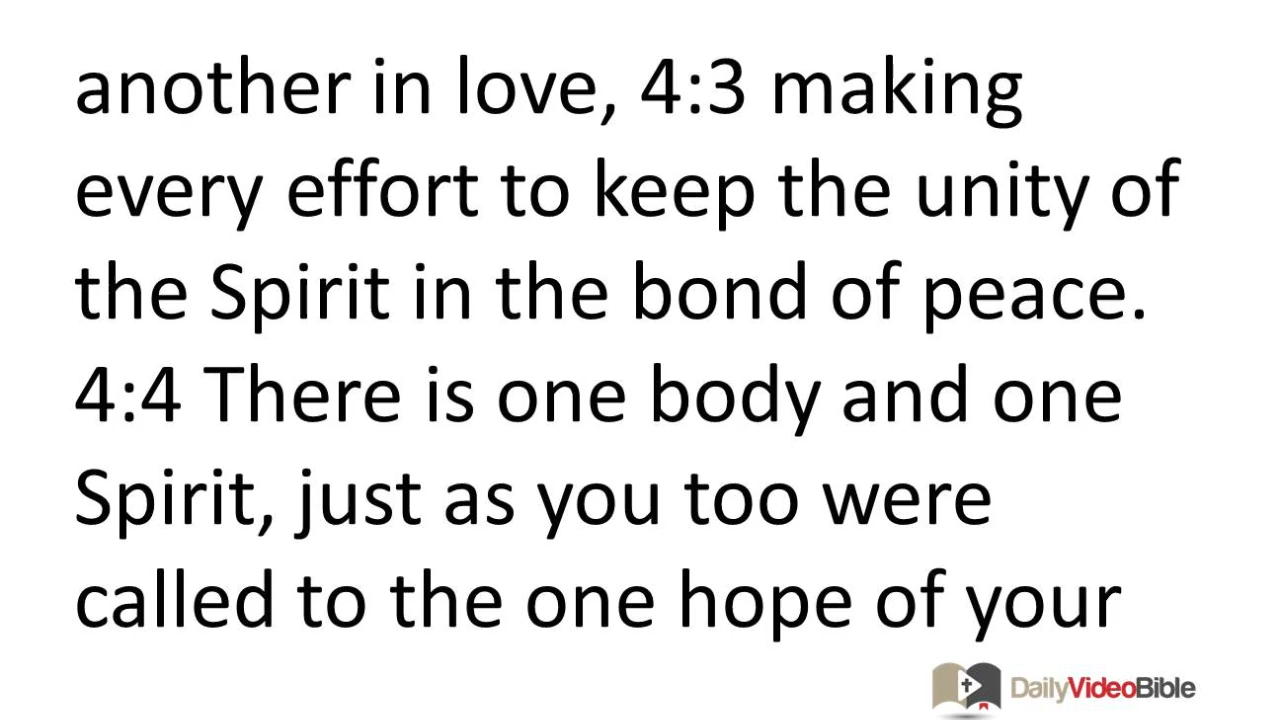 another in love, 4:3 making
every effort to keep the unity of
the Spirit in the bond of peace.
4:4 There is one body and one
Spirit, just as you too were
called to the one hope of your
DailyVideoBible